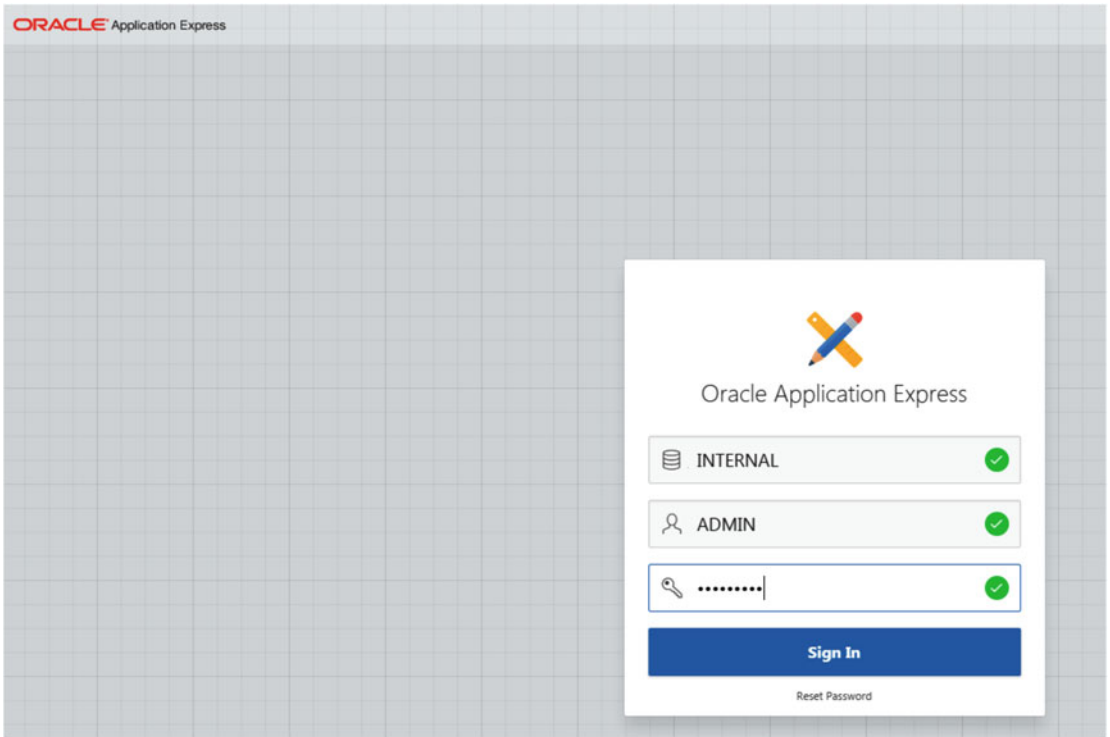 ORACLE Application Express
Oracle Application Express
INTERNAL
ADMIN
•••••••••
Sign In
Reset Password